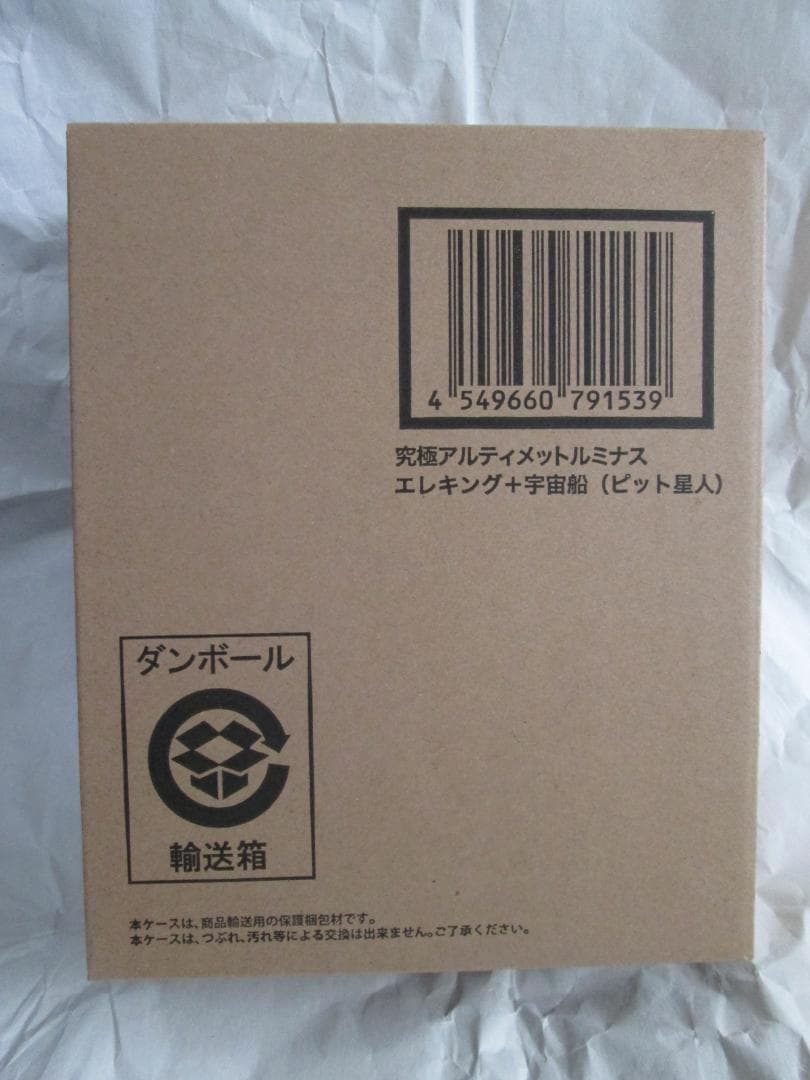 4 549660 791539
究極アルティメットルミナス
エレキング＋宇宙船（ピット星人）
ダンボール
輸送箱
本ケースは、商品輸送用の保護梱包材です。
本ケースは、つぶれ、汚れ等による交換は出来ません。ご了承ください。